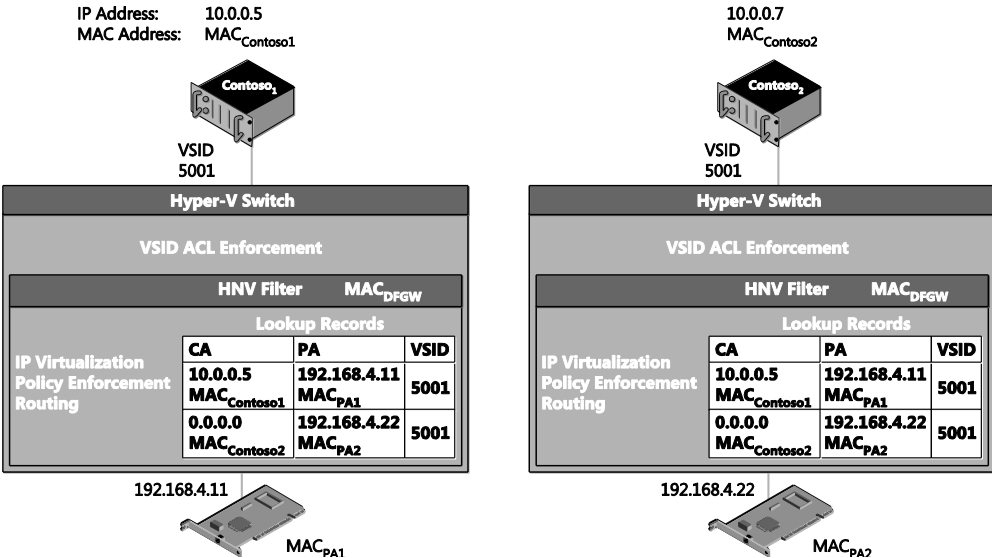 IP Address: 10.0.0.5
MAC Address: MACContoso1
Contoso1
VSID
5001
Hyper-V Switch
VSID ACL Enforcement
HNV Filter MACDFGW
Lookup Records
IP Virtualization
Policy Enforcement
Routing
CA PA VSID
10.0.0.5 192.168.4.11 5001
MACContoso1 MACPA1
0.0.0.0 192.168.4.22 5001
MACContoso2 MACPA2
192.168.4.11
MACPA1
10.0.0.7
MACContoso2
Contoso2
VSID
5001
Hyper-V Switch
VSID ACL Enforcement
HNV Filter MACDFGW
Lookup Records
IP Virtualization
Policy Enforcement
Routing
CA PA VSID
10.0.0.5 192.168.4.11 5001
MACContoso1 MACPA1
0.0.0.0 192.168.4.22 5001
MACContoso2 MACPA2
192.168.4.22
MACPA2